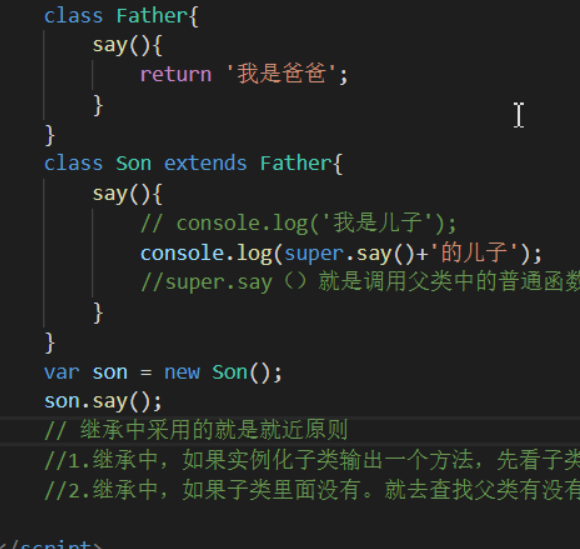 class Father{
say(){
return '我是爸爸';
}
}
class Son extends Father{
say(){
// console.log('我是儿子');
console.log(super.say()+'的儿子');
//super.say（）就是调用父类中的普通函数
}
}
var son = new Son();
son.say();
// 继承中采用的就是就近原则
//1.继承中，如果实例化子类输出一个方法，先看子类
//2.继承中，如果子类里面没有。就去查找父类有没有
</script>